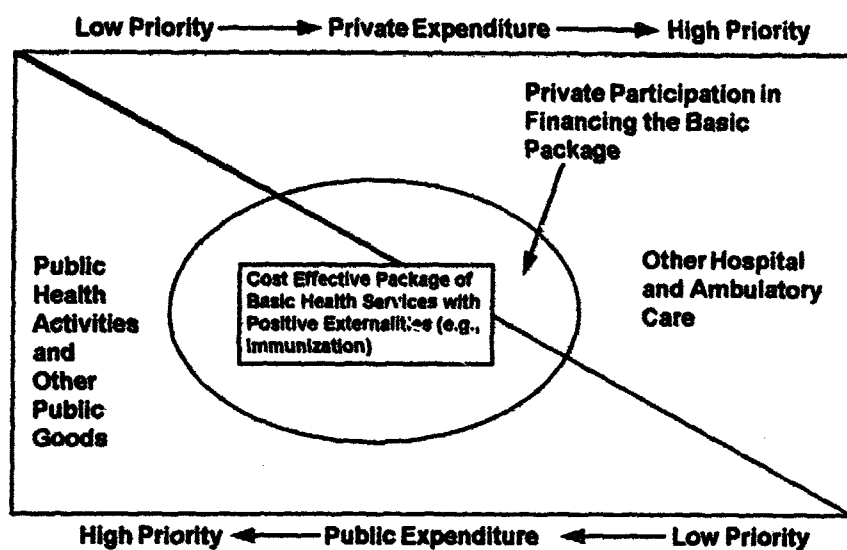 Low Priority Private Expenditure High Priority
Private Participation in
Financing the Basic
Package
Public
Health
Activities
and
Other
Public
Goods
Cost Effective Package of
Basic Health Services with
Positive Externalities (e.g.,
immunization)
Other Hospital
and Ambulatory
Care
High Priority Public Expenditure Low Priority